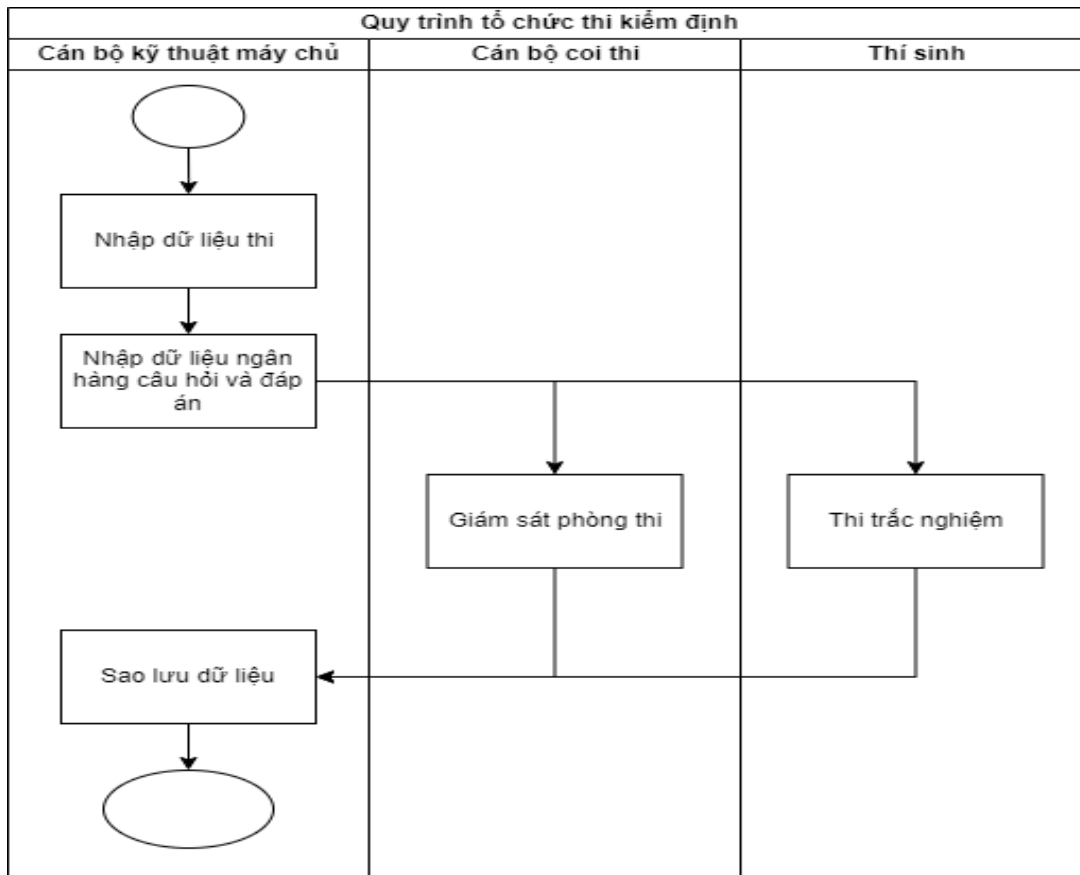 Quy trình tổ chức thi kiểm định
Cán bộ kỹ thuật máy chủ
Cán bộ coi thi
Thí sinh
Nhập dữ liệu thi
Nhập dữ liệu ngân
hàng câu hỏi và đáp
án
Giám sát phòng thi
Thi trắc nghiệm
Sao lưu dữ liệu